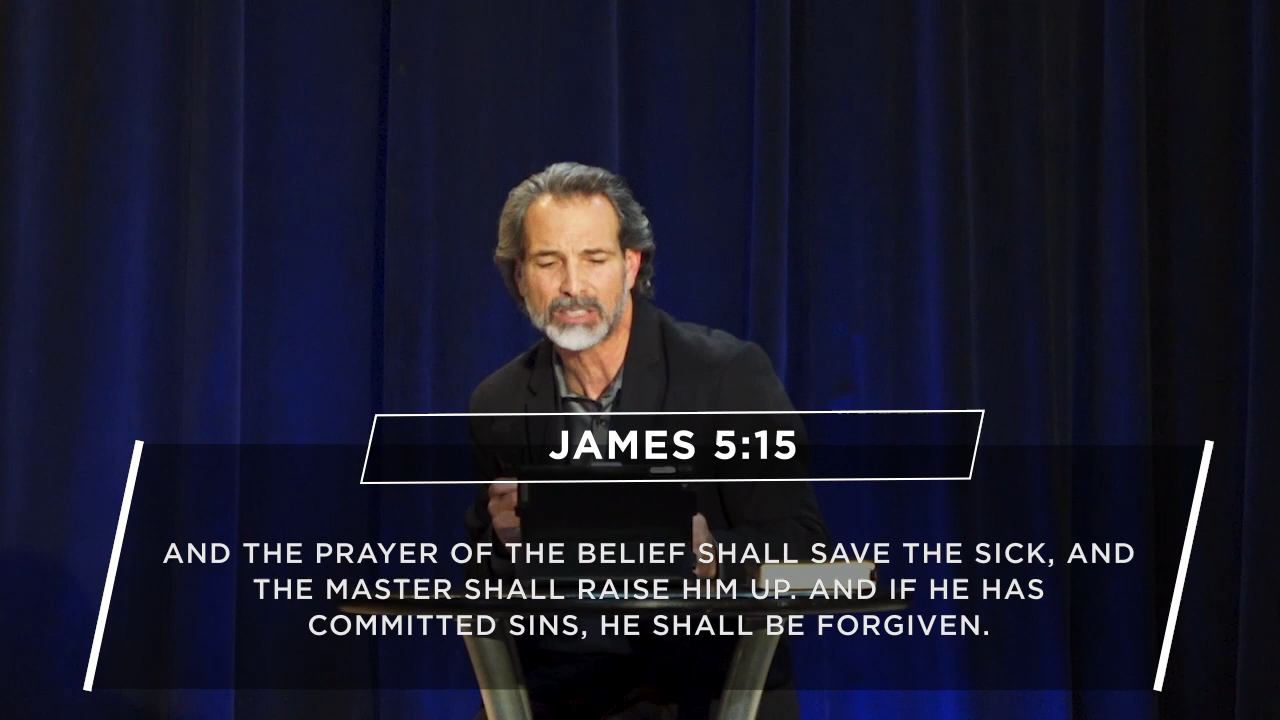 JAMES 5:15
AND THE PRAYER OF THE BELIEF SHALL SAVE THE SICK, AND
THE MASTER SHALL RAISE HIM UP. AND IF HE HAS
COMMITTED SINS, HE SHALL BE FORGIVEN.